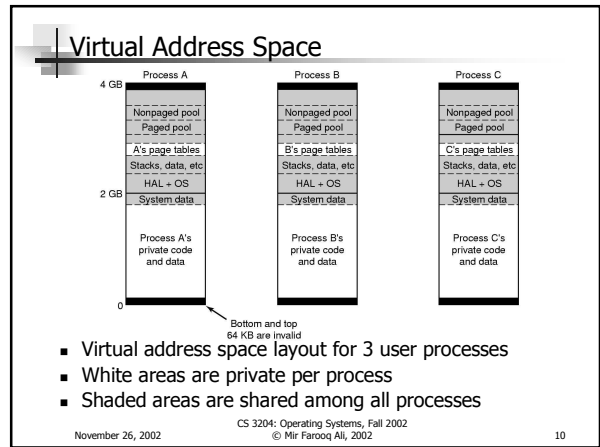 Virtual Address Space
Process A
Process B
Process C
4 GB
Nonpaged pool
Nonpaged pool
Nonpaged pool
Paged pool
Paged pool
Paged pool
A's page tables
B's page tables
C's page tables
Stacks, data, etc
Stacks, data, etc
Stacks, data, etc
HAL + OS
HAL + OS
HAL + OS
2 GB
System data
System data
System data
Process A's
private code
and data
Process B's
private code
and data
Process C's
private code
and data
0
Bottom and top
64 KB are invalid
Virtual address space layout for 3 user processes
White areas are private per process
Shaded areas are shared among all processes
November 26, 2002
CS 3204: Operating Systems, Fall 2002
© Mir Farooq Ali, 2002
10